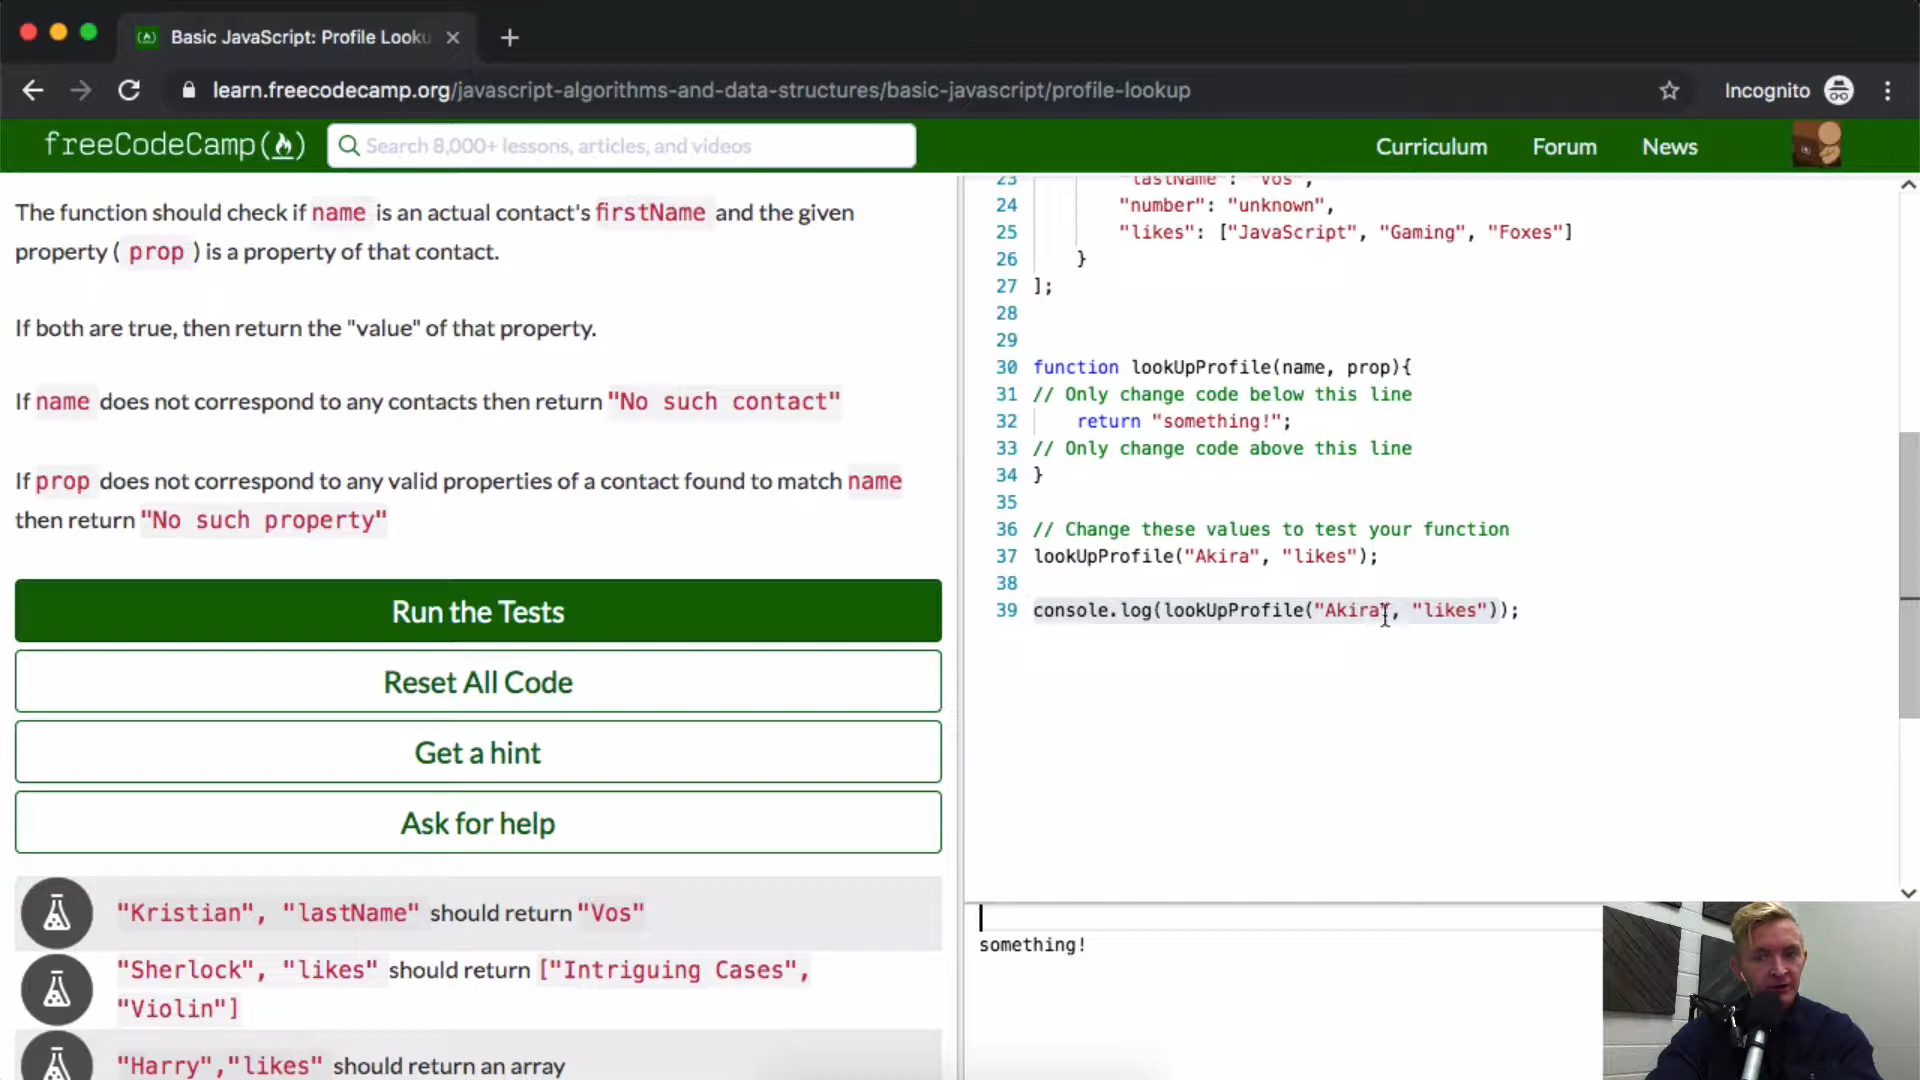 Basic JavaScript: Profile Looku
learn.freecodecamp.org/javascript-algorithms-and-data-structures/basic-javascript/profile-lookup
Incognito
freeCodeCamp
Search 8,000+ lessons, articles, and videos
Curriculum
Forum
News
The function should check if name is an actual contact's firstName and the given
property ( prop ) is a property of that contact.
If both are true, then return the "value" of that property.
If name does not correspond to any contacts then return "No such contact"
If prop does not correspond to any valid properties of a contact found to match name
then return "No such property"
Run the Tests
Reset All Code
Get a hint
Ask for help
"Kristian", "lastName" should return "Vos"
"Sherlock", "likes" should return ["Intriguing Cases",
"Violin"]
"Harry","likes" should return an array
23 "lastName": "Vos",
24 "number": "unknown",
25 "likes": ["JavaScript", "Gaming", "Foxes"]
26 }
27 ];
28
29
30 function lookUpProfile(name, prop){
31 // Only change code below this line
32 return "something!";
33 // Only change code above this line
34 }
35
36 // Change these values to test your function
37 lookUpProfile("Akira", "likes");
38
39 console.log(lookUpProfile("Akira", "likes"));
something!